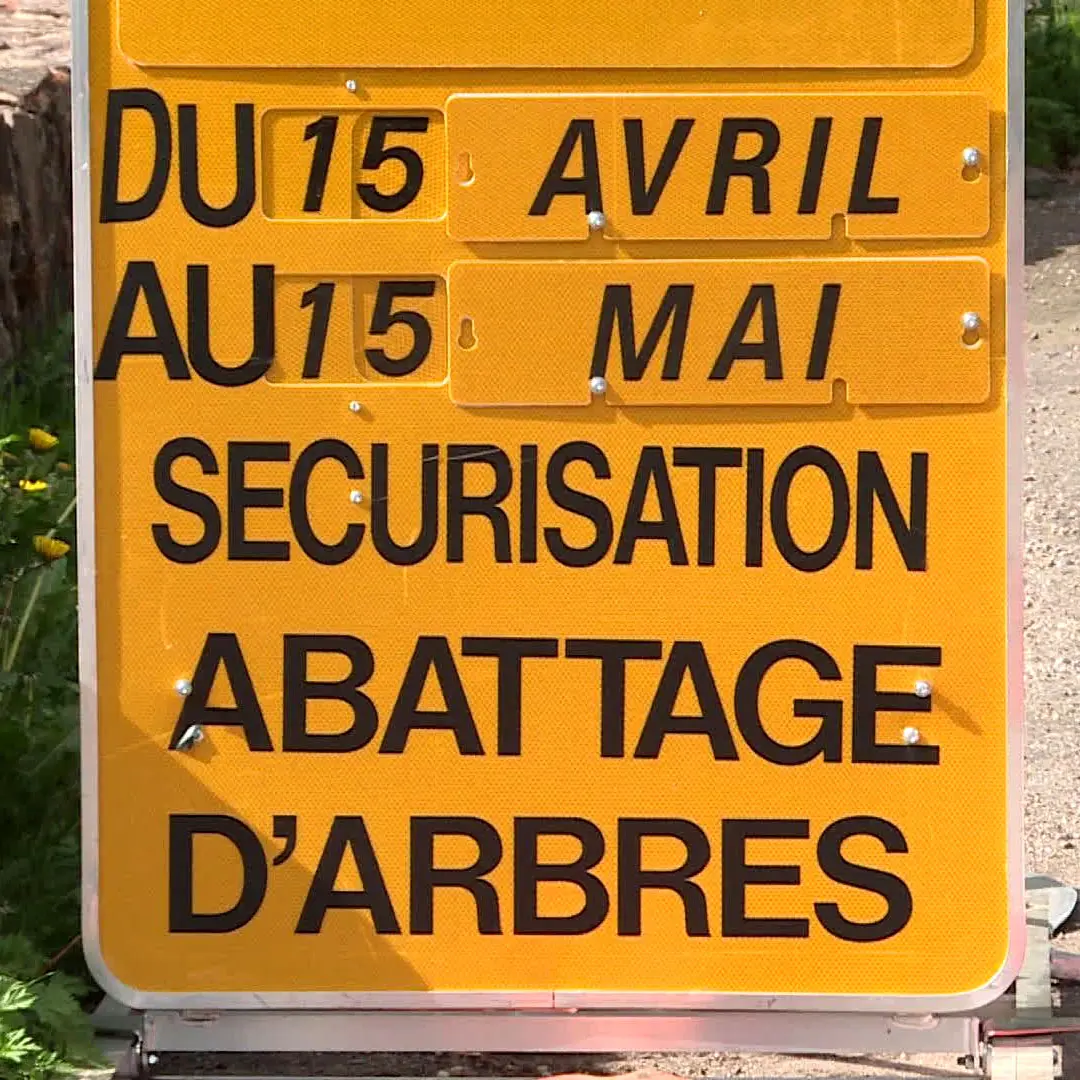 DU 15 AVRIL
AU 15 MAI
SECURISATION
ABATTAGE
D'ARBRES